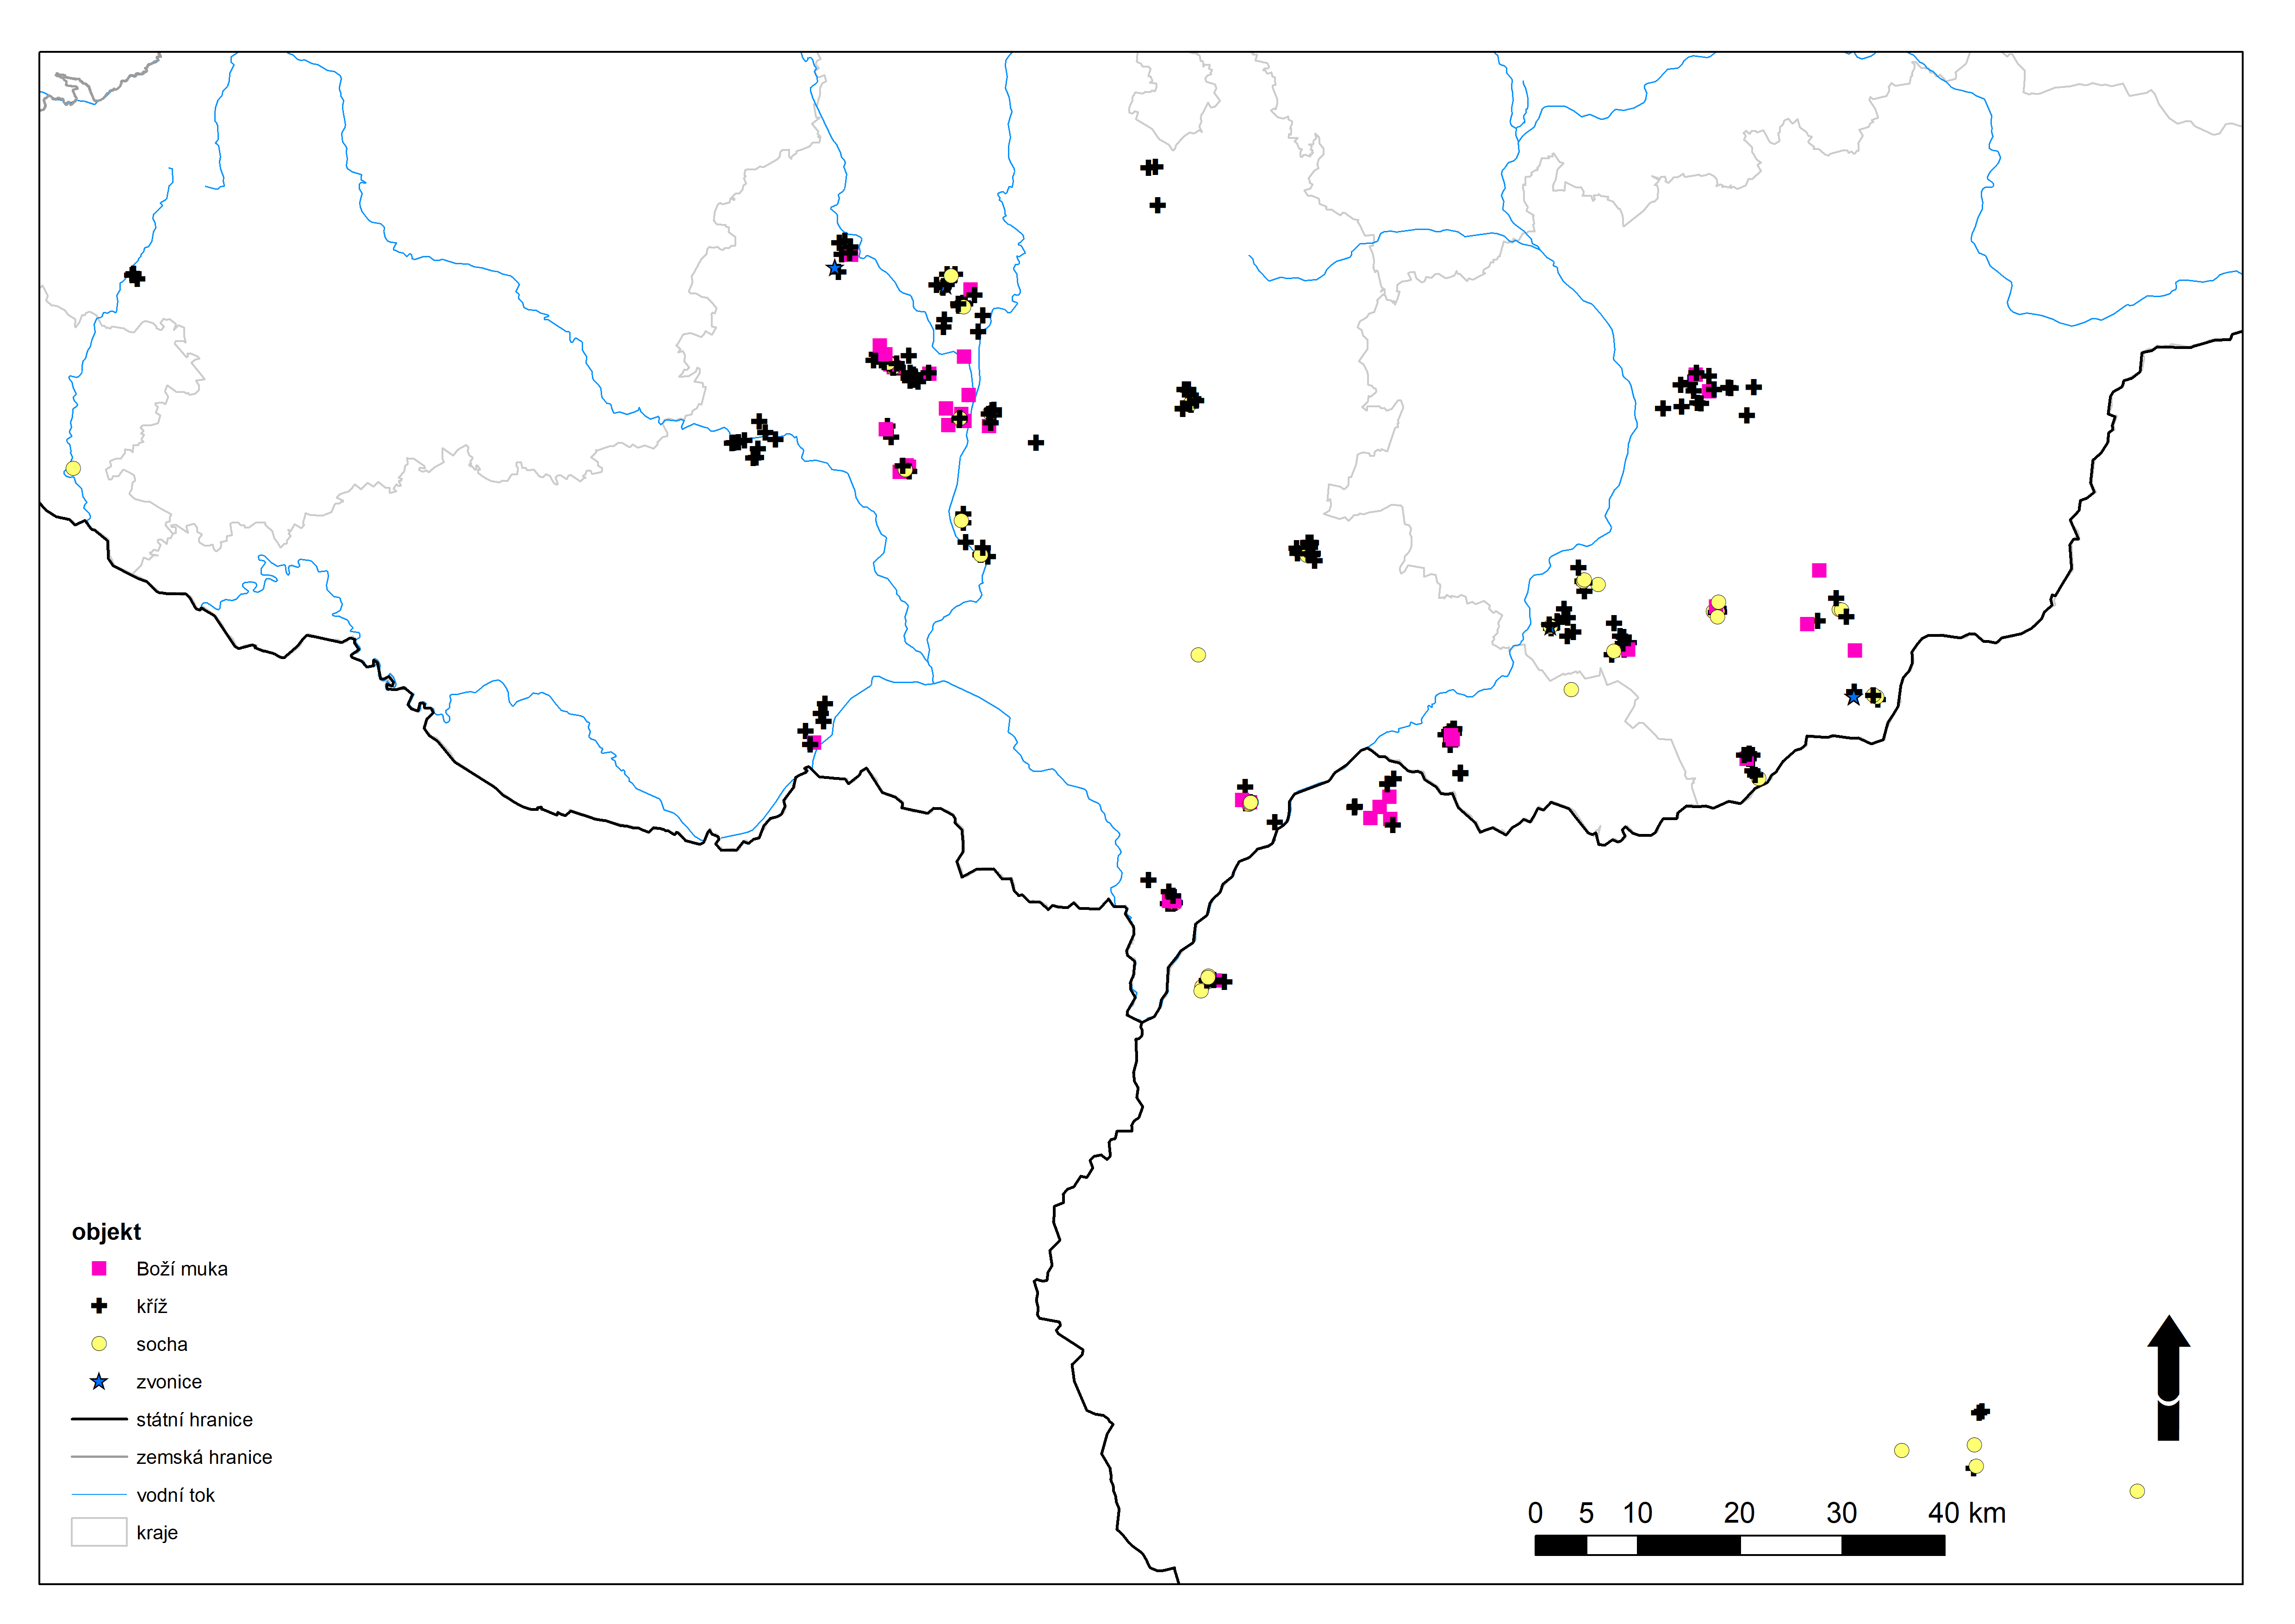 objekt
Boží muka
kříž
socha
zvonice
státní hranice
zemská hranice
vodní tok
kraje
0 5 10 20 30 40 km